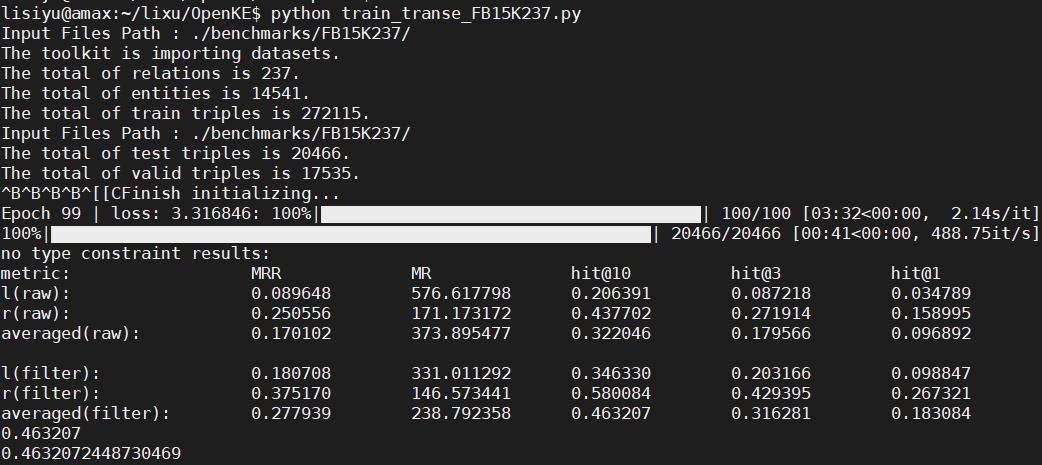 lisiyu@amax:~/lixu/OpenKE$ python train_transe_FB15K237.py
Input Files Path : ./benchmarks/FB15K237/
The toolkit is importing datasets.
The total of relations is 237.
The total of entities is 14541.
The total of train triples is 272115.
Input Files Path : ./benchmarks/FB15K237/
The total of test triples is 20466.
The total of valid triples is 17535.
^B^B^B^B^[[CFinish initializing...
Epoch 99 | loss: 3.316846: 100%|| 100/100 [03:32<00:00, 2.14s/it]
100%|| 20466/20466 [00:41<00:00, 488.75it/s]
no type constraint results:
metric: MRR MR hit@10 hit@3 hit@1
l(raw): 0.089648 576.617798 0.206391 0.087218 0.034789
r(raw): 0.250556 171.173172 0.437702 0.271914 0.158995
averaged(raw): 0.170102 373.895477 0.322046 0.179566 0.096892
l(filter): 0.180708 331.011292 0.346330 0.203166 0.098847
r(filter): 0.375170 146.573441 0.580084 0.429395 0.267321
averaged(filter): 0.277939 238.792358 0.463207 0.316281 0.183084
0.463207
0.4632072448730469